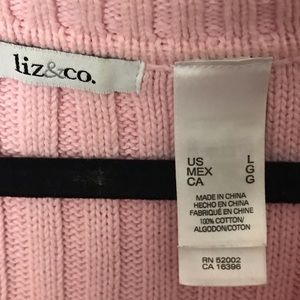 liz&co.
US L
MEX G
CA G
MADE IN CHINA
HECHO EN CHINA
FABRIQUÉ EN CHINE
100% COTTON/
ALGODON/COTON
RN 52002
CA 16396